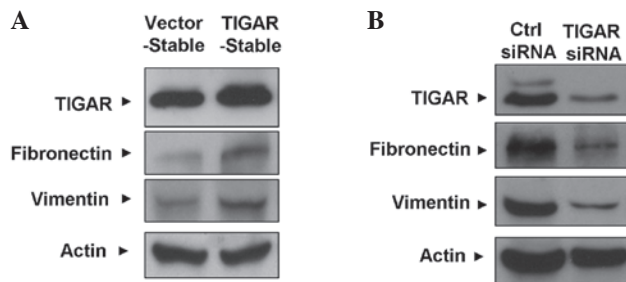 A
Vector -Stable
TIGAR -Stable
TIGAR
Fibronectin
Vimentin
Actin
B
Ctrl siRNA
TIGAR siRNA
TIGAR
Fibronectin
Vimentin
Actin